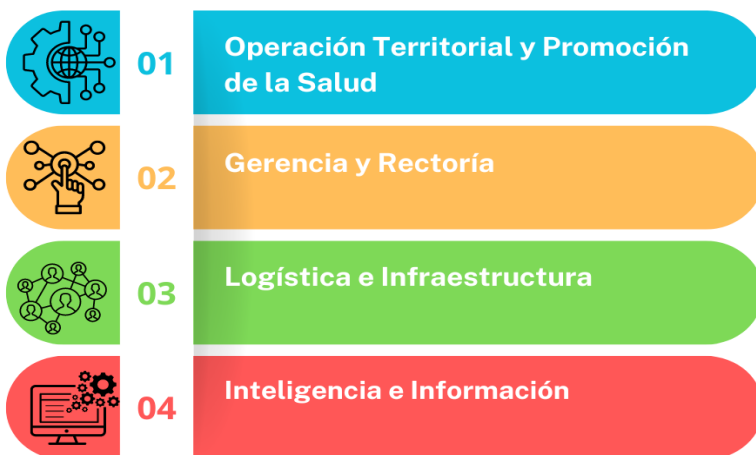 01
Operación Territorial y Promoción
de la Salud
02
Gerencia y Rectoría
03
Logística e Infraestructura
04
Inteligencia e Información